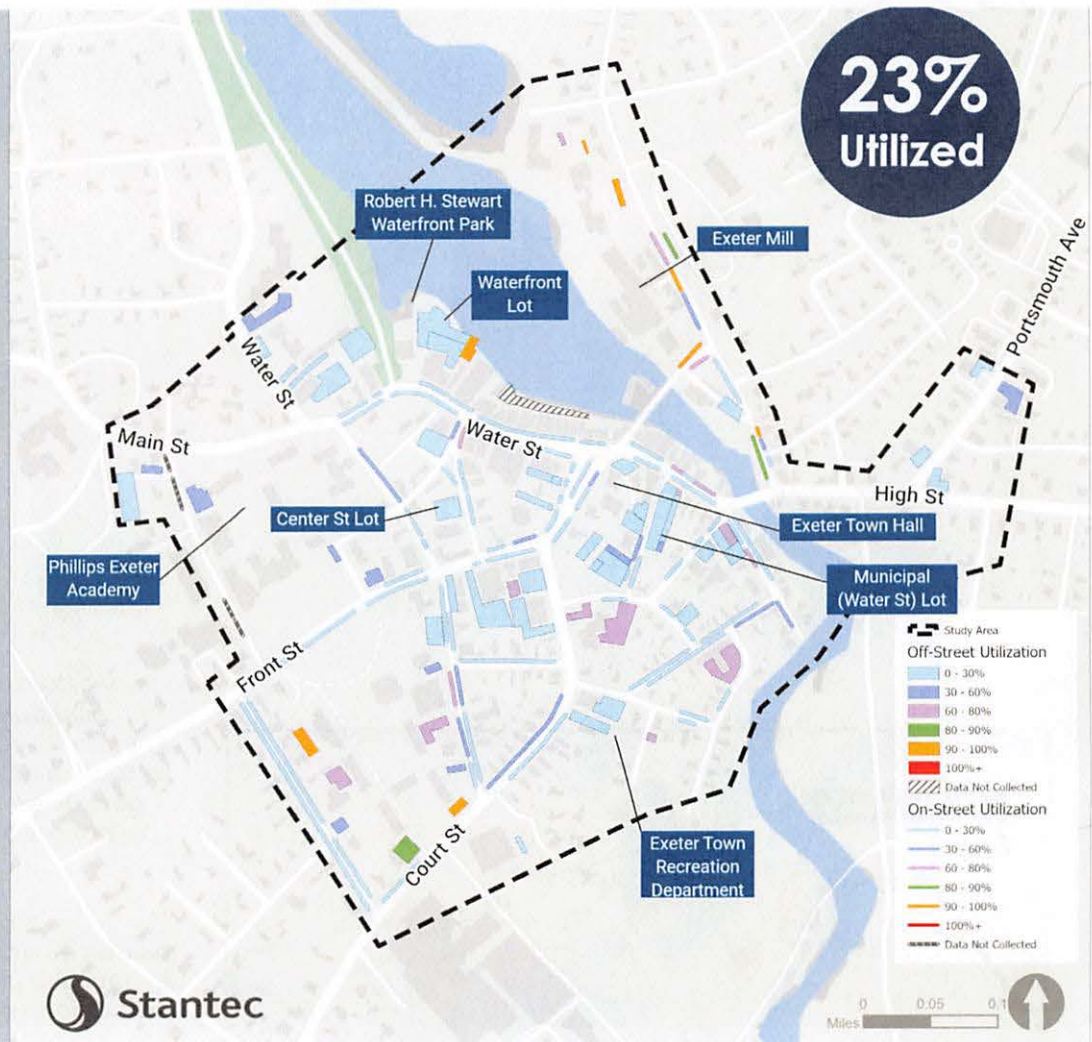 23%
Utilized
Robert H. Stewart
Waterfront Park
Exeter Mill
Waterfront
Lot
Portsmouth Ave
Water St
Main St
Water St
High St
Center St Lot
Exeter Town Hall
Phillips Exeter
Academy
Municipal
(Water St) Lot
Front St
Court St
Exeter Town
Recreation
Department
Study Area
Off-Street Utilization
0 - 30%
30 - 60%
60 - 80%
80 - 90%
90 - 100%
100%+
Data Not Collected
On-Street Utilization
0 - 30%
30 - 60%
60 - 80%
80 - 90%
90 - 100%
100%+
Data Not Collected
Stantec
0 0.05 0.1
Miles